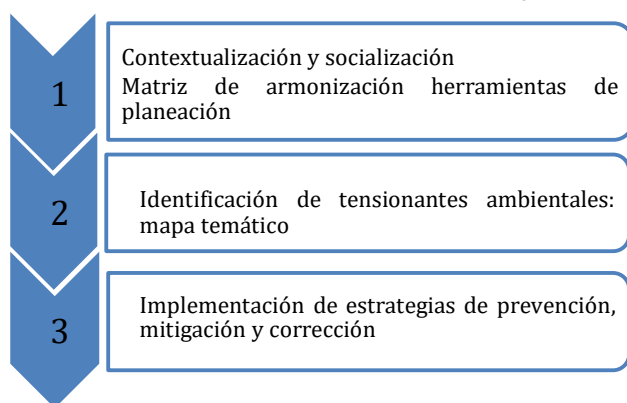 1
Contextualización y socialización
Matriz de armonización herramientas de
planeación
2
Identificación de tensionantes ambientales:
mapa temático
3
Implementación de estrategias de prevención,
mitigación y corrección